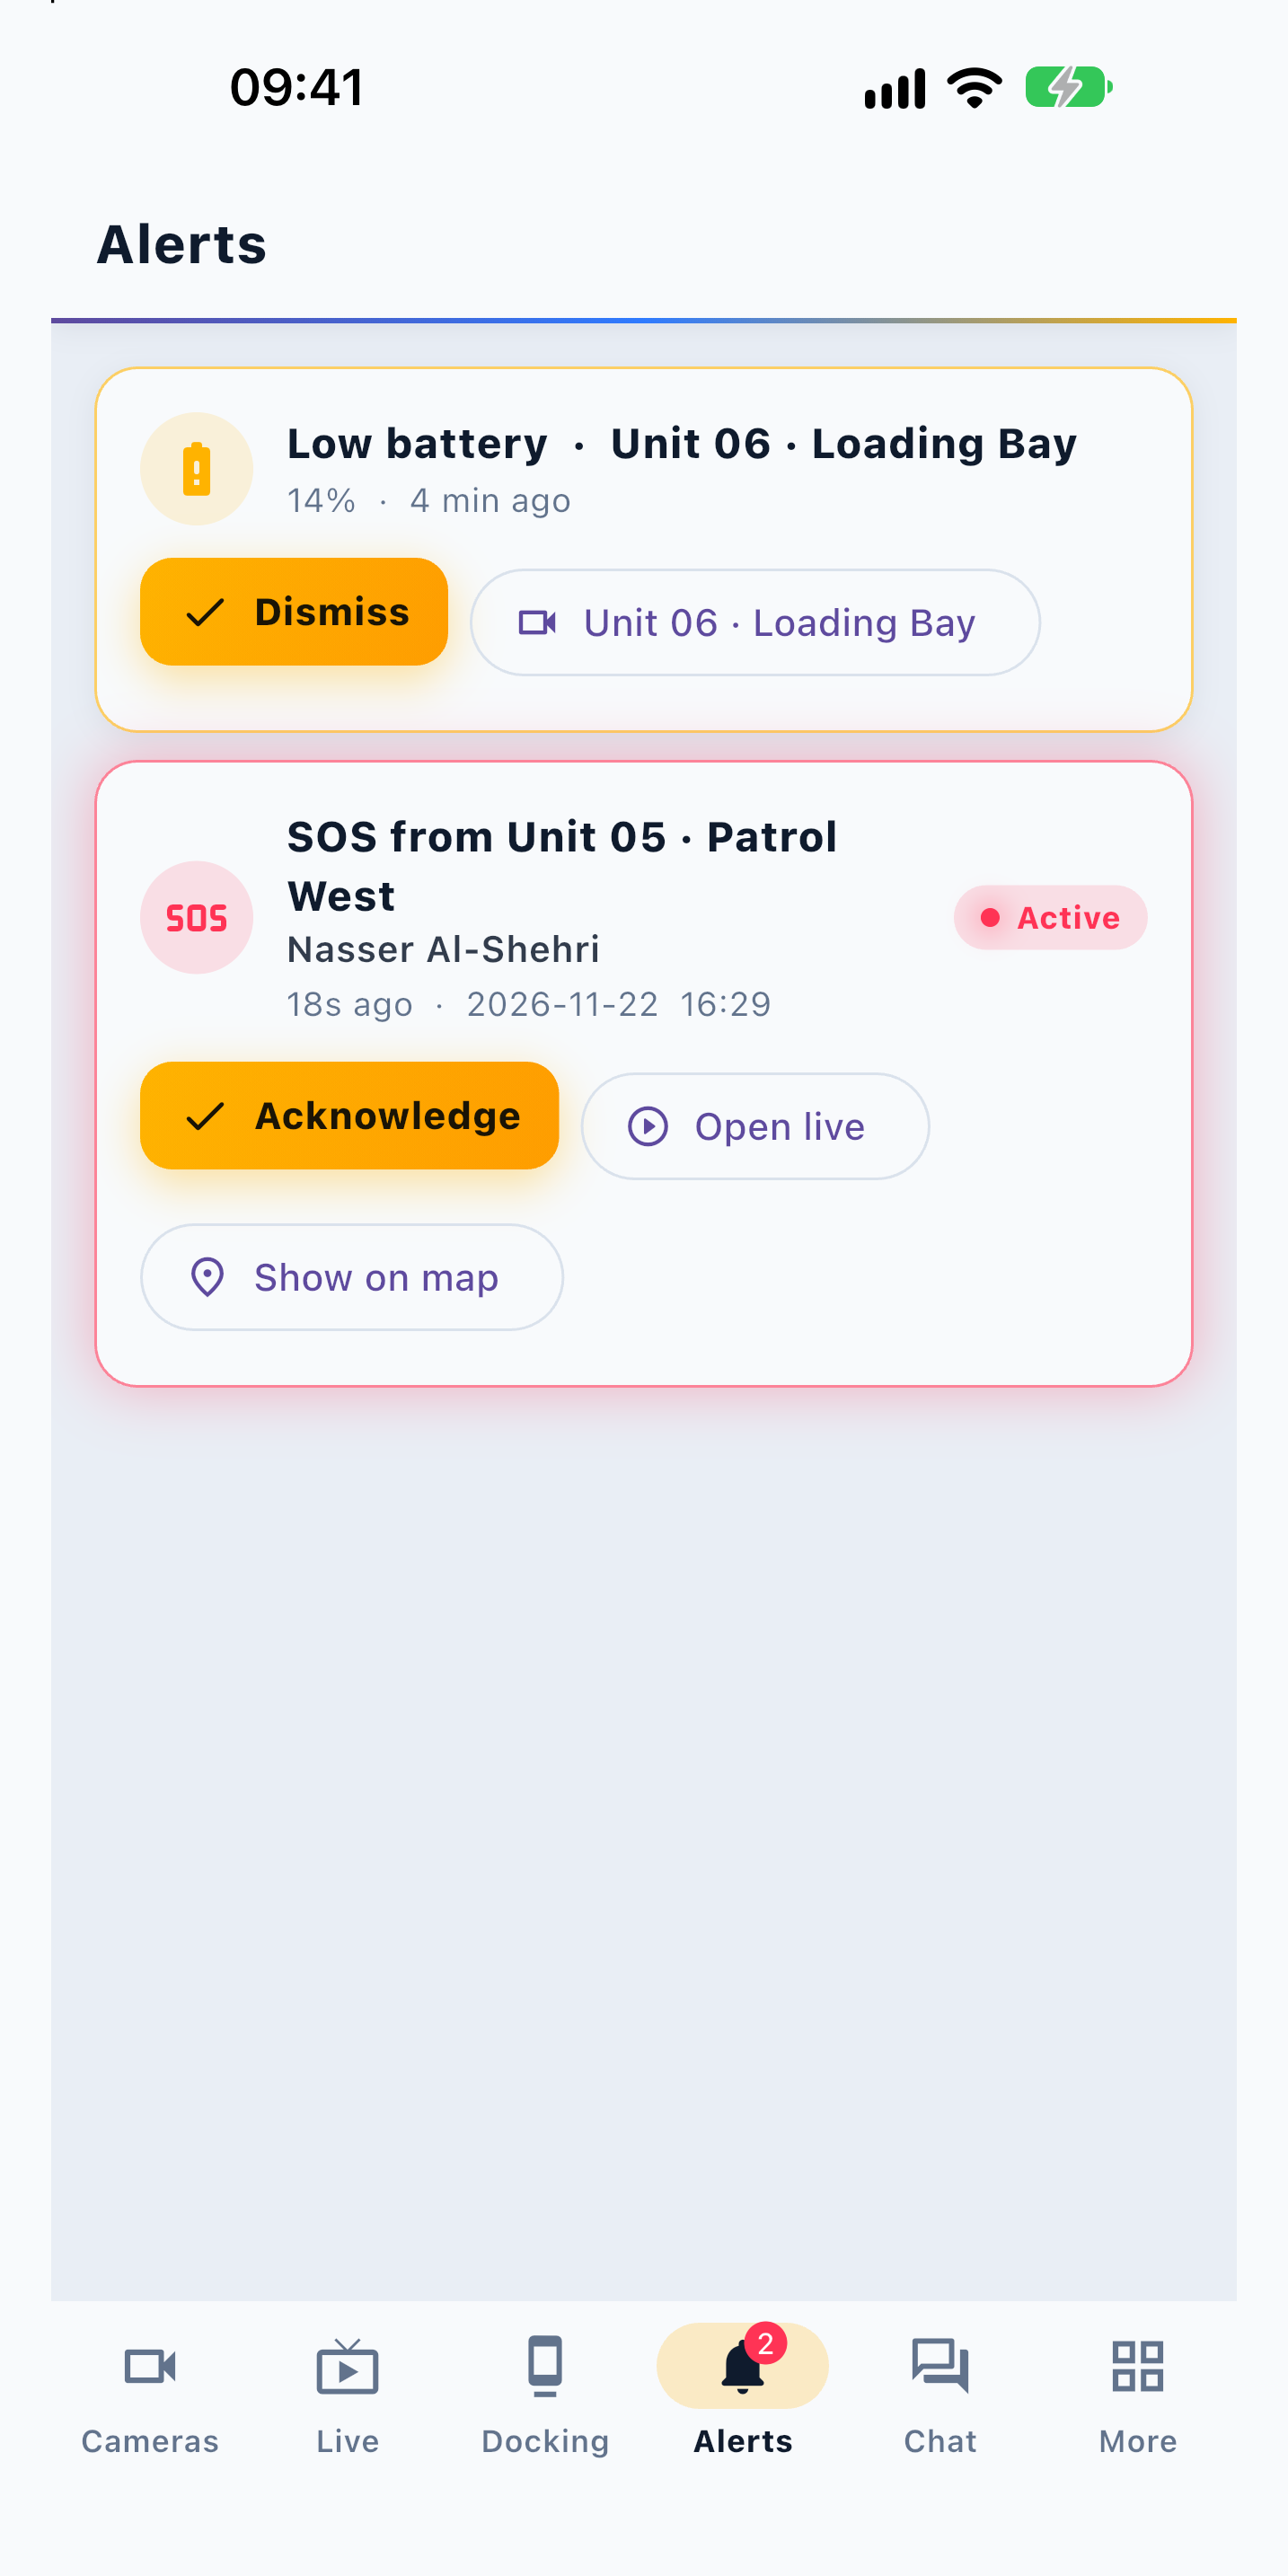 09:41
Alerts
Low battery · Unit 06 · Loading Bay
14% · 4 min ago
Dismiss
Unit 06 · Loading Bay
SOS from Unit 05 · Patrol
West
SOS
Active
Nasser Al-Shehri
18s ago · 2026-11-22 16:29
Acknowledge
Open live
Show on map
2
Cameras
Live
Docking
Alerts
Chat
More